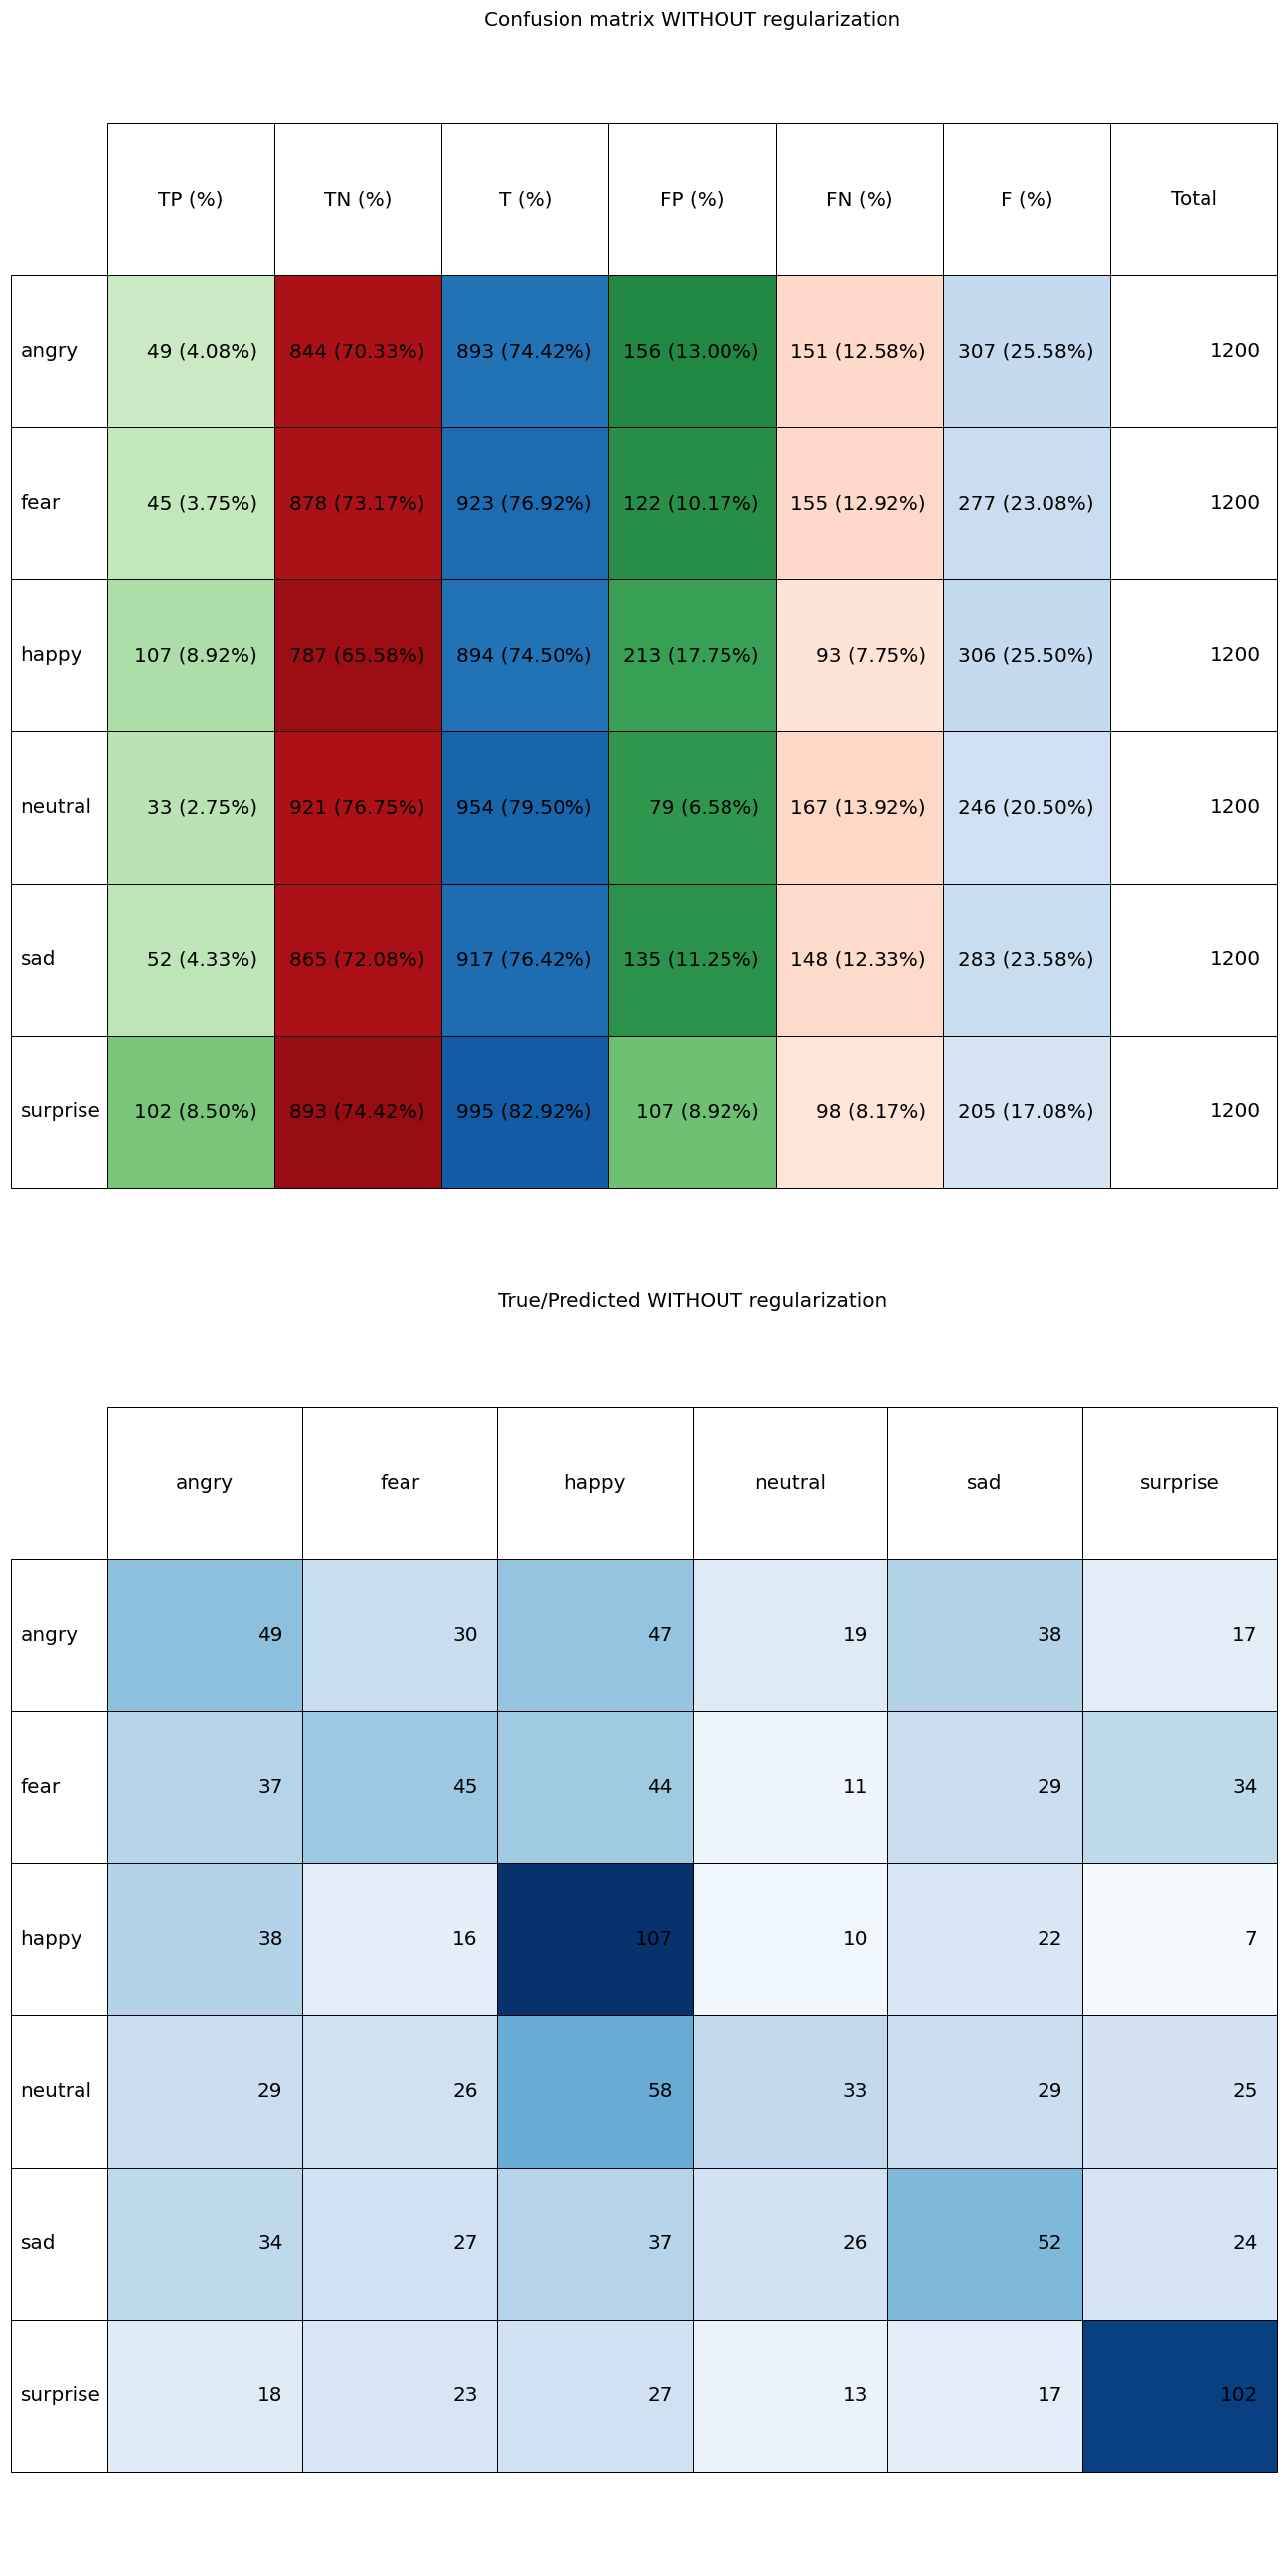 Confusion matrix WITHOUT regularization
TP (%) TN (%) T (%) FP (%) FN (%) F (%) Total
angry 49 (4.08%) 844 (70.33%) 893 (74.42%) 156 (13.00%) 151 (12.58%) 307 (25.58%) 1200
fear 45 (3.75%) 878 (73.17%) 923 (76.92%) 122 (10.17%) 155 (12.92%) 277 (23.08%) 1200
happy 107 (8.92%) 787 (65.58%) 894 (74.50%) 213 (17.75%) 93 (7.75%) 306 (25.50%) 1200
neutral 33 (2.75%) 921 (76.75%) 954 (79.50%) 79 (6.58%) 167 (13.92%) 246 (20.50%) 1200
sad 52 (4.33%) 865 (72.08%) 917 (76.42%) 135 (11.25%) 148 (12.33%) 283 (23.58%) 1200
surprise 102 (8.50%) 893 (74.42%) 995 (82.92%) 107 (8.92%) 98 (8.17%) 205 (17.08%) 1200
True/Predicted WITHOUT regularization
angry fear happy neutral sad surprise
angry 49 30 47 19 38 17
fear 37 45 44 11 29 34
happy 38 16 107 10 22 7
neutral 29 26 58 33 29 25
sad 34 27 37 26 52 24
surprise 18 23 27 13 17 102